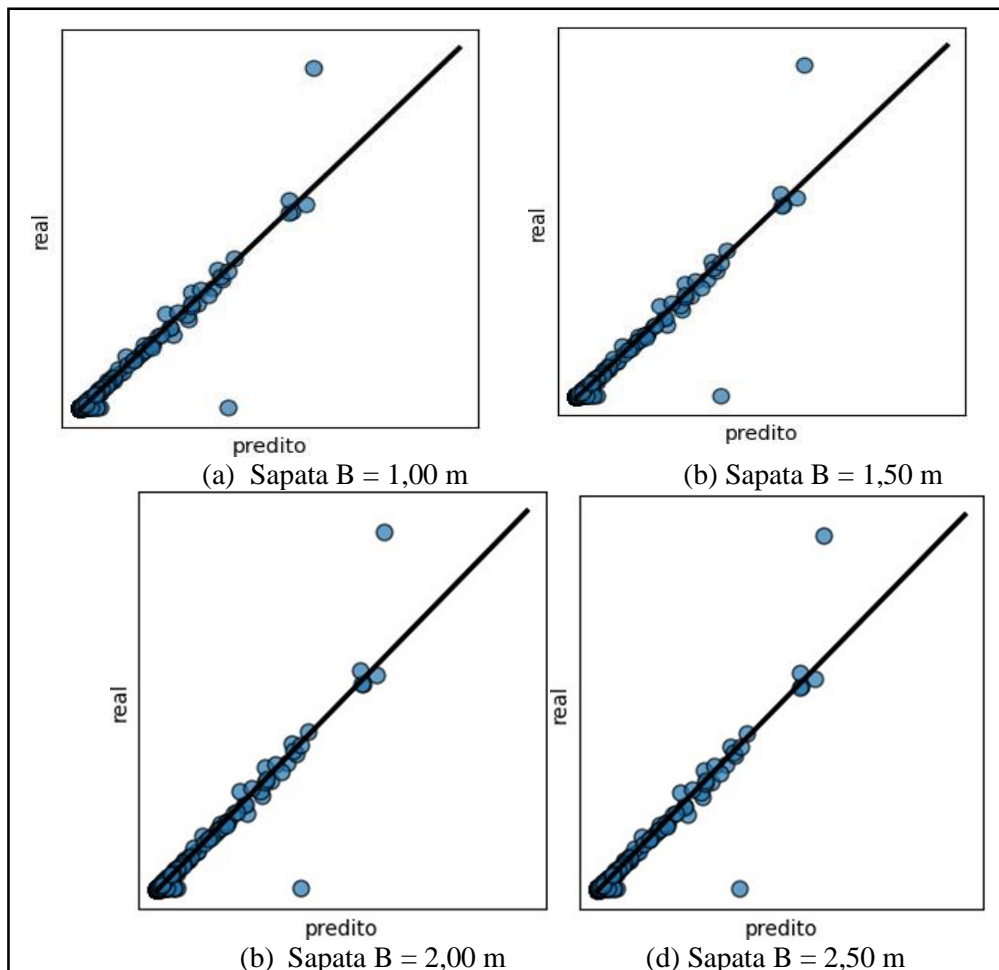 real
real
predito
predito
(a) Sapata B = 1,00 m
(b) Sapata B = 1,50 m
real
real
predito
predito
(b) Sapata B = 2,00 m
(d) Sapata B = 2,50 m